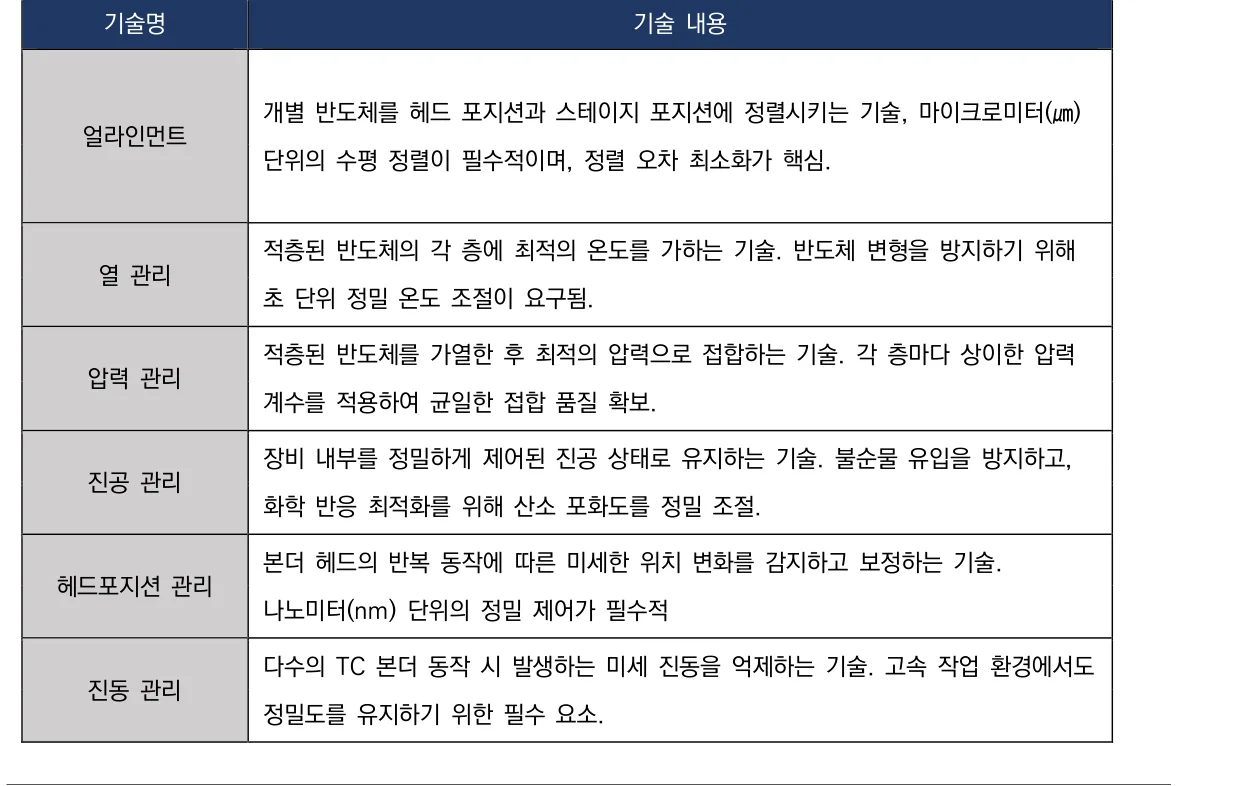 기술명
기술 내용
얼라인먼트
개별 반도체를 헤드 포지션과 스테이지 포지션에 정렬시키는 기술, 마이크로미터(㎛)
단위의 수평 정렬이 필수적이며, 정렬 오차 최소화가 핵심.
열 관리
적층된 반도체의 각 층에 최적의 온도를 가하는 기술. 반도체 변형을 방지하기 위해
초 단위 정밀 온도 조절이 요구됨.
압력 관리
적층된 반도체를 가열한 후 최적의 압력으로 접합하는 기술. 각 층마다 상이한 압력
계수를 적용하여 균일한 접합 품질 확보.
진공 관리
장비 내부를 정밀하게 제어된 진공 상태로 유지하는 기술. 불순물 유입을 방지하고,
화학 반응 최적화를 위해 산소 포화도를 정밀 조절.
헤드포지션 관리
본더 헤드의 반복 동작에 따른 미세한 위치 변화를 감지하고 보정하는 기술.
나노미터(nm) 단위의 정밀 제어가 필수적
진동 관리
다수의 TC 본더 동작 시 발생하는 미세 진동을 억제하는 기술. 고속 작업 환경에서도
정밀도를 유지하기 위한 필수 요소.